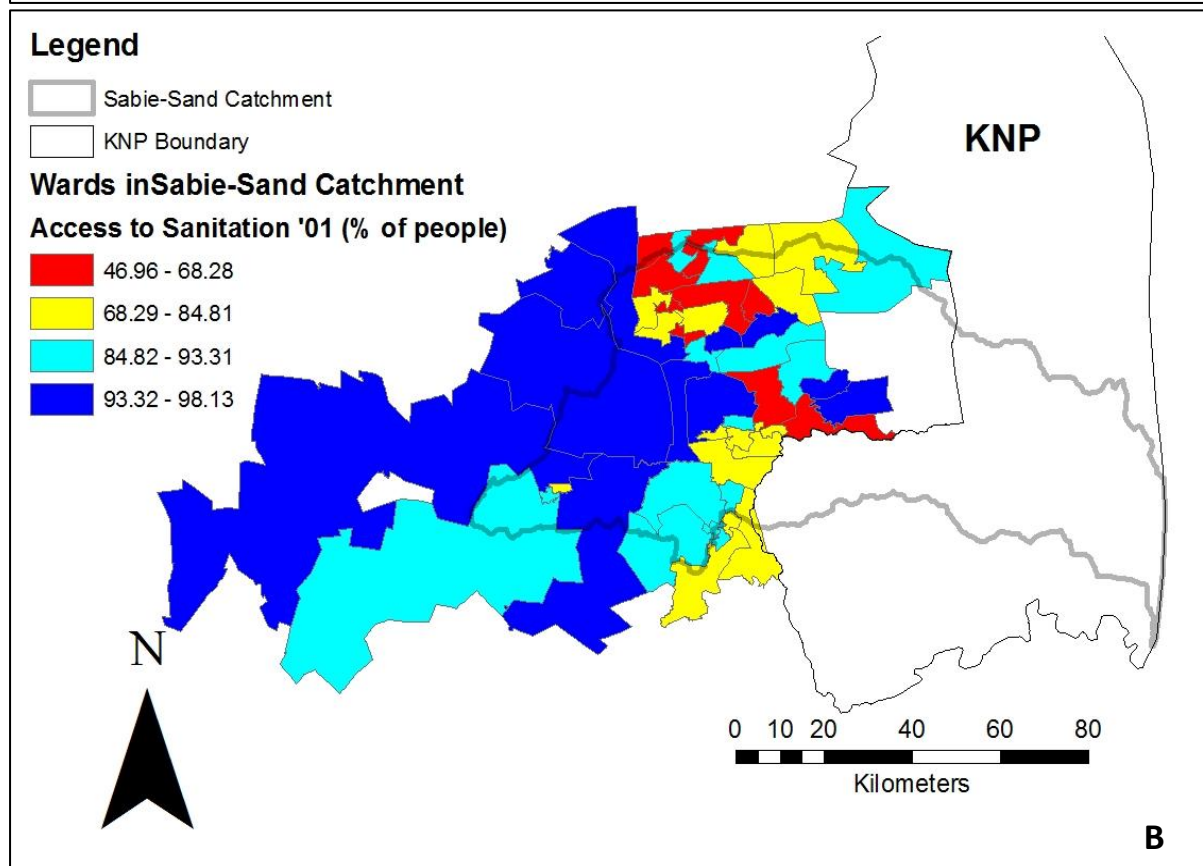 Legend
Sabie-Sand Catchment
KNP Boundary
Wards inSabie-Sand Catchment
Access to Sanitation '01 (% of people)
46.96 - 68.28
68.29 - 84.81
84.82 - 93.31
93.32 - 98.13
KNP
N
0 10 20 40 60 80
Kilometers
B